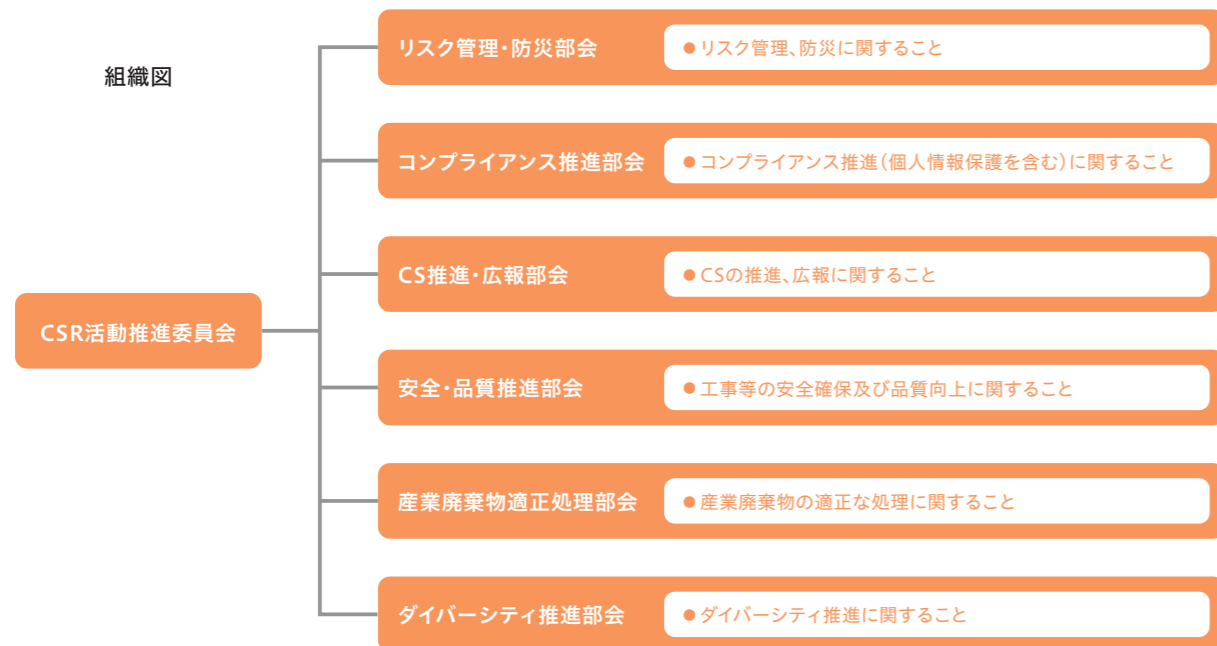 組織図
CSR活動推進委員会
リスク管理・防災部会
●リスク管理、防災に関すること
コンプライアンス推進部会
●コンプライアンス推進（個人情報保護を含む）に関すること
CS推進・広報部会
●CSの推進、広報に関すること
安全・品質推進部会
●工事等の安全確保及び品質向上に関すること
産業廃棄物適正処理部会
●産業廃棄物の適正な処理に関すること
ダイバーシティ推進部会
●ダイバーシティ推進に関すること